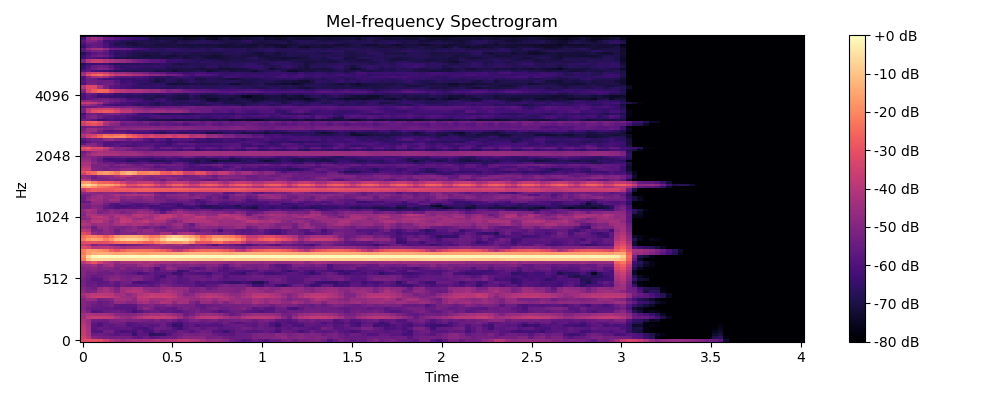 Mel-frequency Spectrogram
Hz
4096
2048
1024
512
0
0
0.5
1
1.5
2
2.5
3
3.5
4
Time
+0 dB
-10 dB
-20 dB
-30 dB
-40 dB
-50 dB
-60 dB
-70 dB
-80 dB